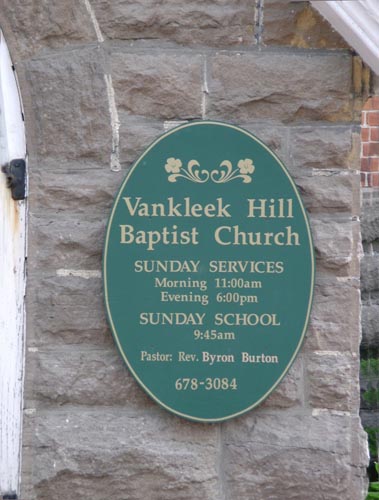 Vankleek Hill
Baptist Church
SUNDAY SERVICES
Morning 11:00am
Evening 6:00pm
SUNDAY SCHOOL
9:45am
Pastor: Rev. Byron Burton
678-3084